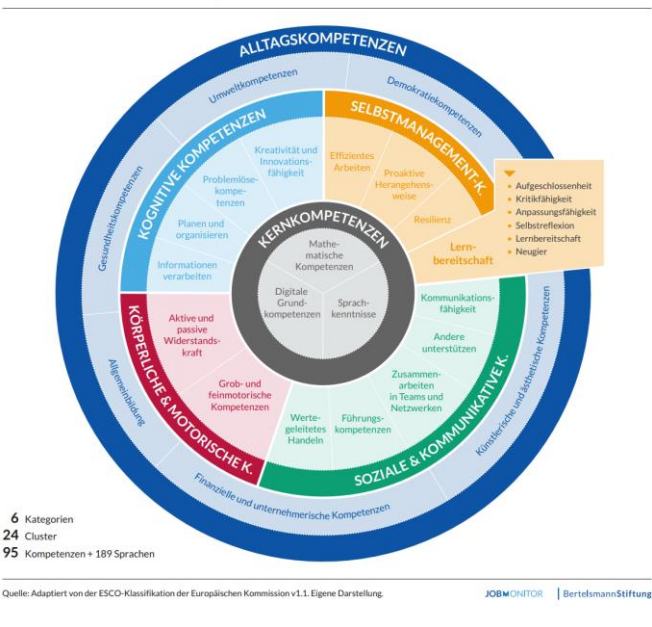 ALLTAGSKOMPETENZEN
Umweltkompetenzen
Demokratiekompetenzen
Gesundheitskompetenzen
Allgemeinbildung
Finanzielle und unternehmerische Kompetenzen
Künstlerische und ästhetische Kompetenzen
KOGNITIVE KOMPETENZEN
Kreativität und
Innovations-
fähigkeit
Problemlöse-
kompe-
tenzen
Planen und
organisieren
Informationen
verarbeiten
SELBSTMANAGEMENT-K.
Effizientes
Arbeiten
Proaktive
Herangehens-
weise
Resilienz
Lern-
bereitschaft
• Aufgeschlossenheit
• Kritikfähigkeit
• Anpassungsfähigkeit
• Selbstreflexion
• Lernbereitschaft
• Neugier
KERNKOMPETENZEN
Mathe-
matische
Kompetenzen
Digitale
Grund-
kompetenzen
Sprach-
kenntnisse
KÖRPERLICHE & MOTORISCHE K.
Aktive und
passive
Widerstands-
kraft
Grob- und
feinmotorische
Kompetenzen
SOZIALE & KOMMUNIKATIVE K.
Kommunikations-
fähigkeit
Andere
unterstützen
Zusammen-
arbeiten
in Teams und
Netzwerken
Führungs-
kompetenzen
Werte-
geleitetes
Handeln
6 Kategorien
24 Cluster
95 Kompetenzen + 189 Sprachen
Quelle: Adaptiert von der ESCO-Klassifikation der Europäischen Kommission v1.1. Eigene Darstellung.
JOBMONITOR | BertelsmannStiftung